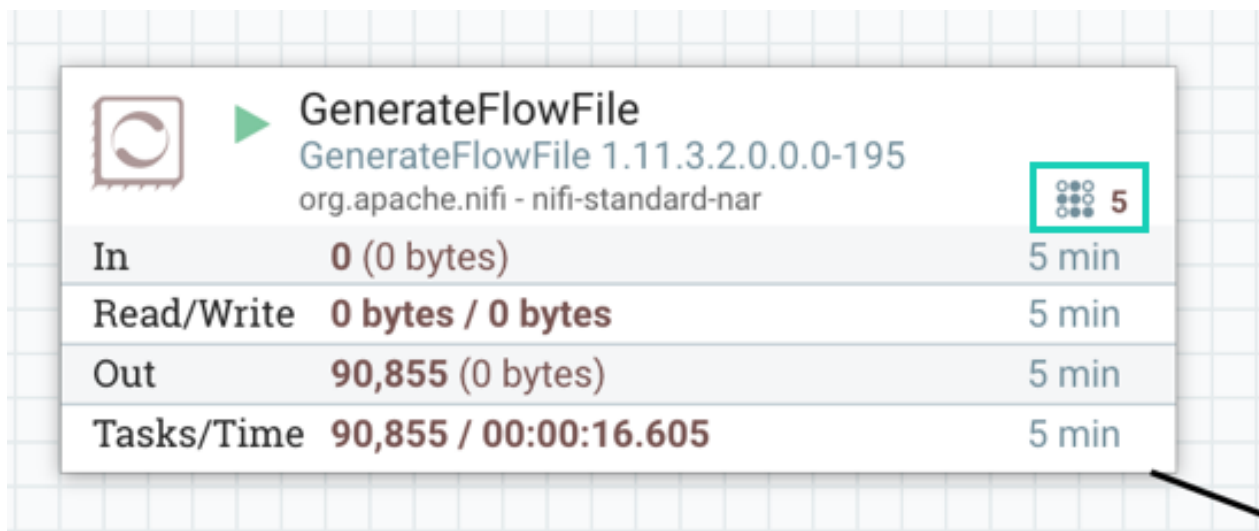 GenerateFlowFile
GenerateFlowFile 1.11.3.2.0.0.0-195
org.apache.nifi - nifi-standard-nar
5
In 0 (0 bytes) 5 min
Read/Write 0 bytes / 0 bytes 5 min
Out 90,855 (0 bytes) 5 min
Tasks/Time 90,855 / 00:00:16.605 5 min